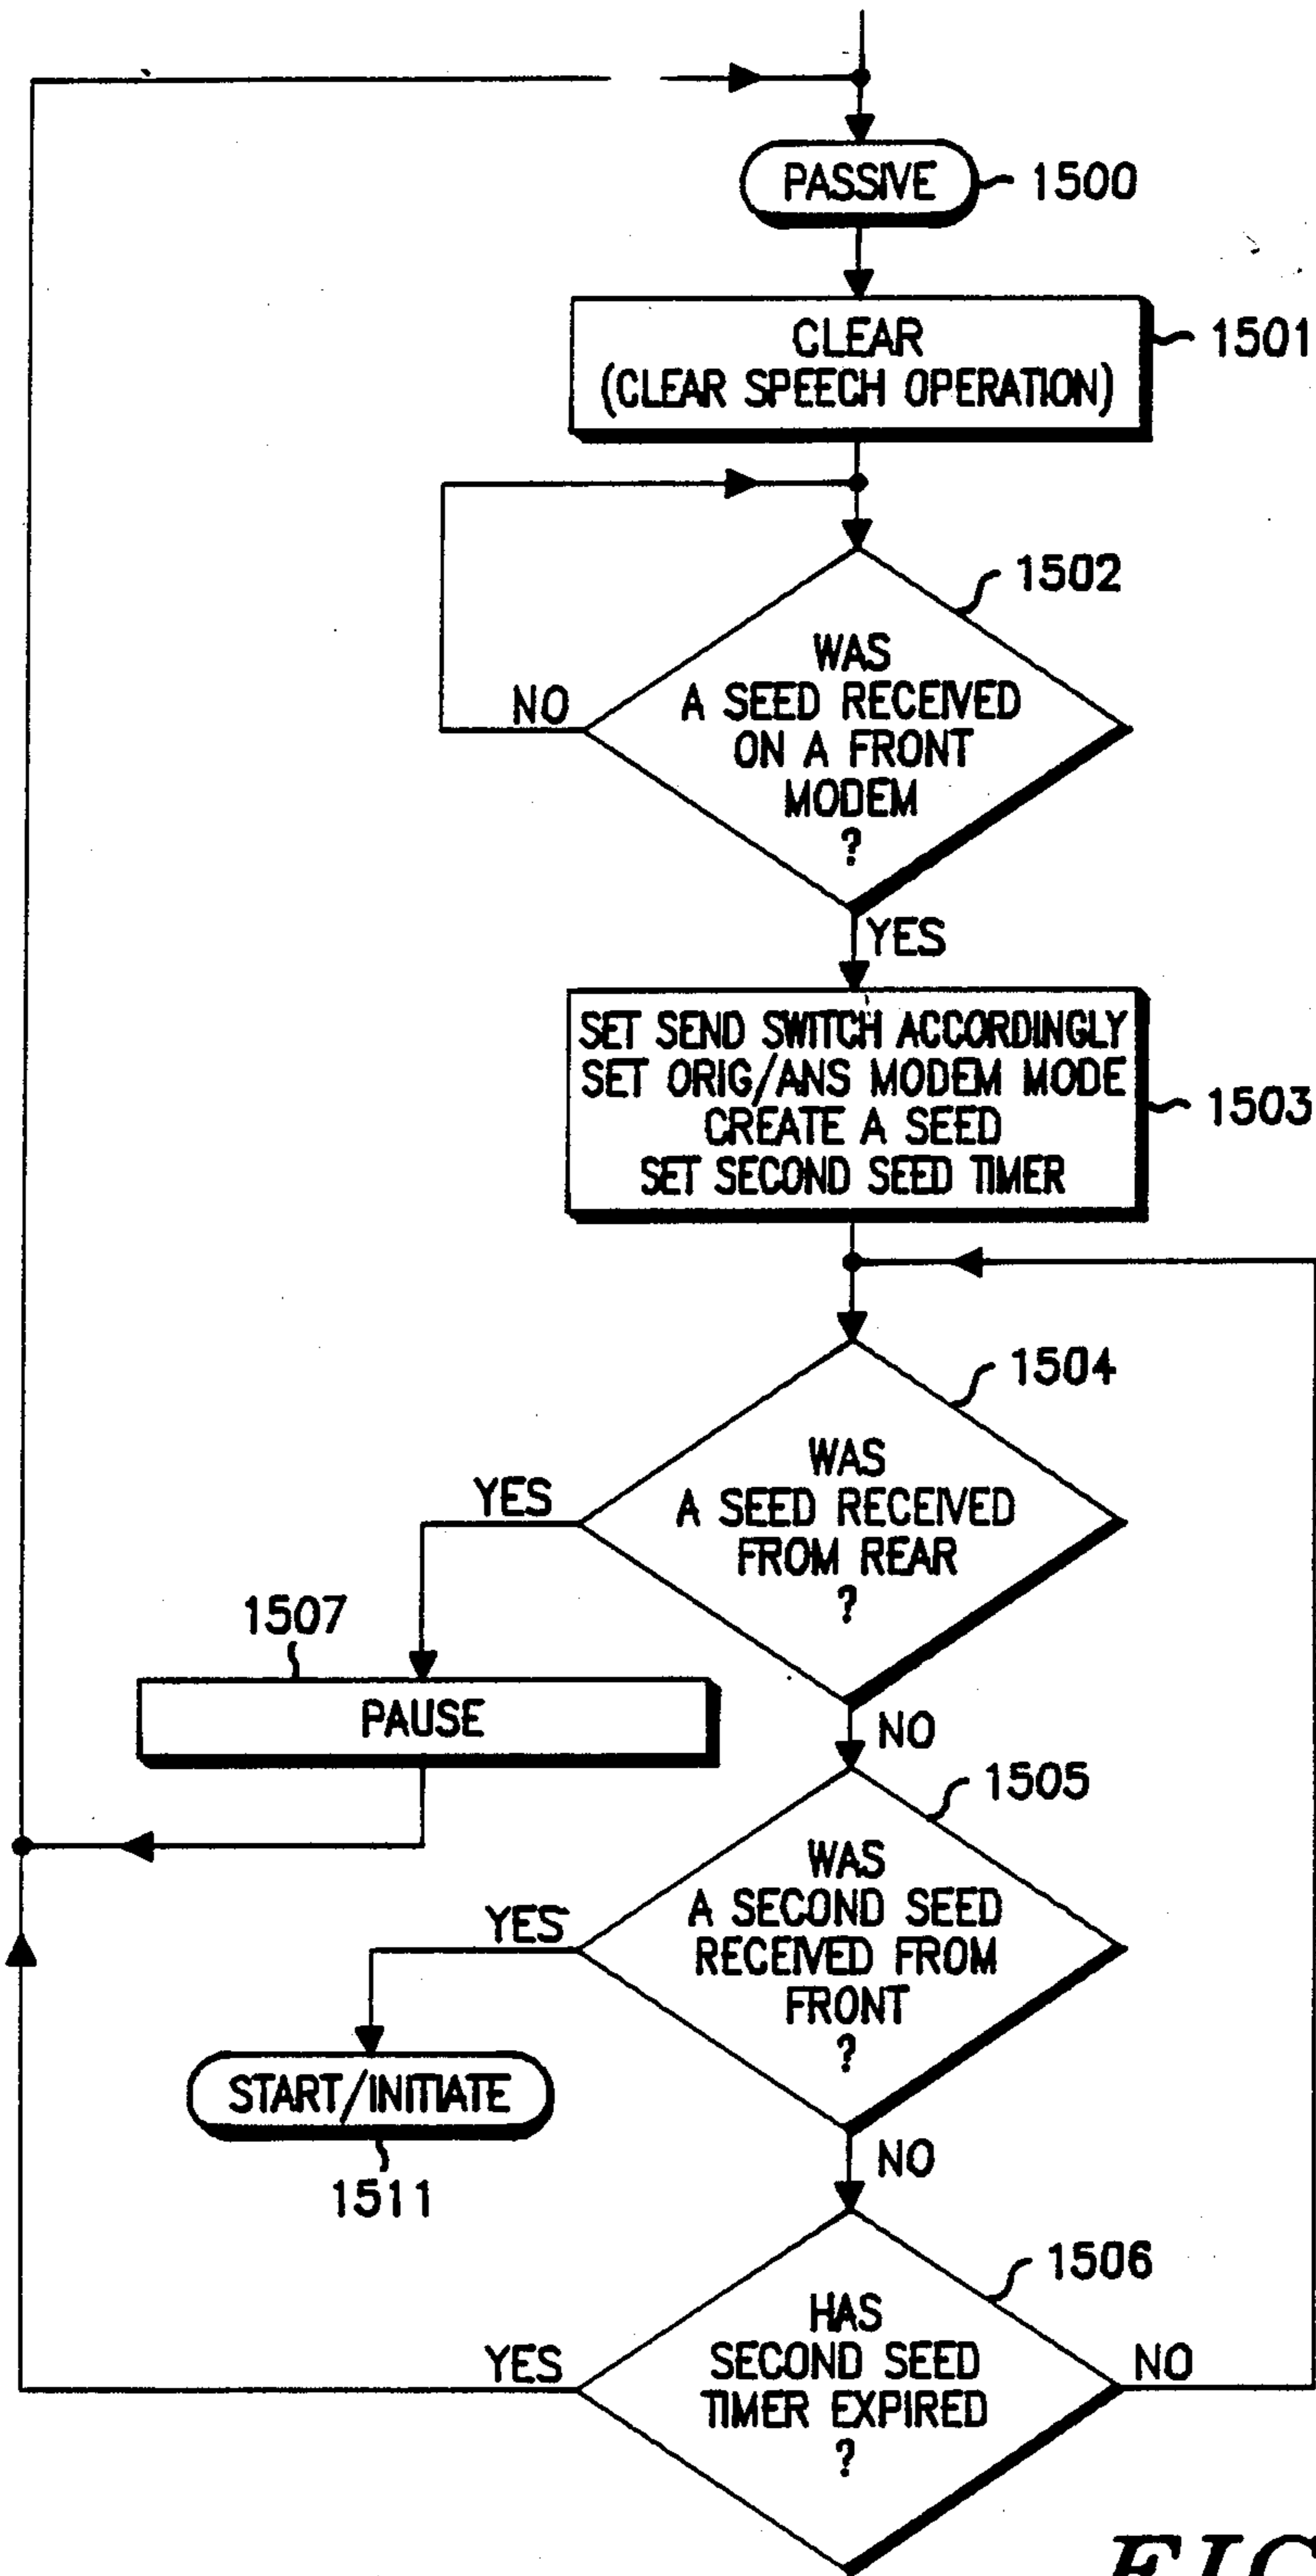 PASSIVE
1500
CLEAR
(CLEAR SPEECH OPERATION)
1501
1502
WAS
A SEED RECEIVED
ON A FRONT
MODEM
?
NO
YES
SET SEND SWITCH ACCORDINGLY
SET ORIG/ANS MODEM MODE
CREATE A SEED
SET SECOND SEED TIMER
1503
1504
WAS
A SEED RECEIVED
FROM REAR
?
YES
1507
PAUSE
NO
1505
WAS
A SECOND SEED
RECEIVED FROM
FRONT
?
YES
START/INITIATE
1511
NO
1506
HAS
SECOND SEED
TIMER EXPIRED
?
YES
NO